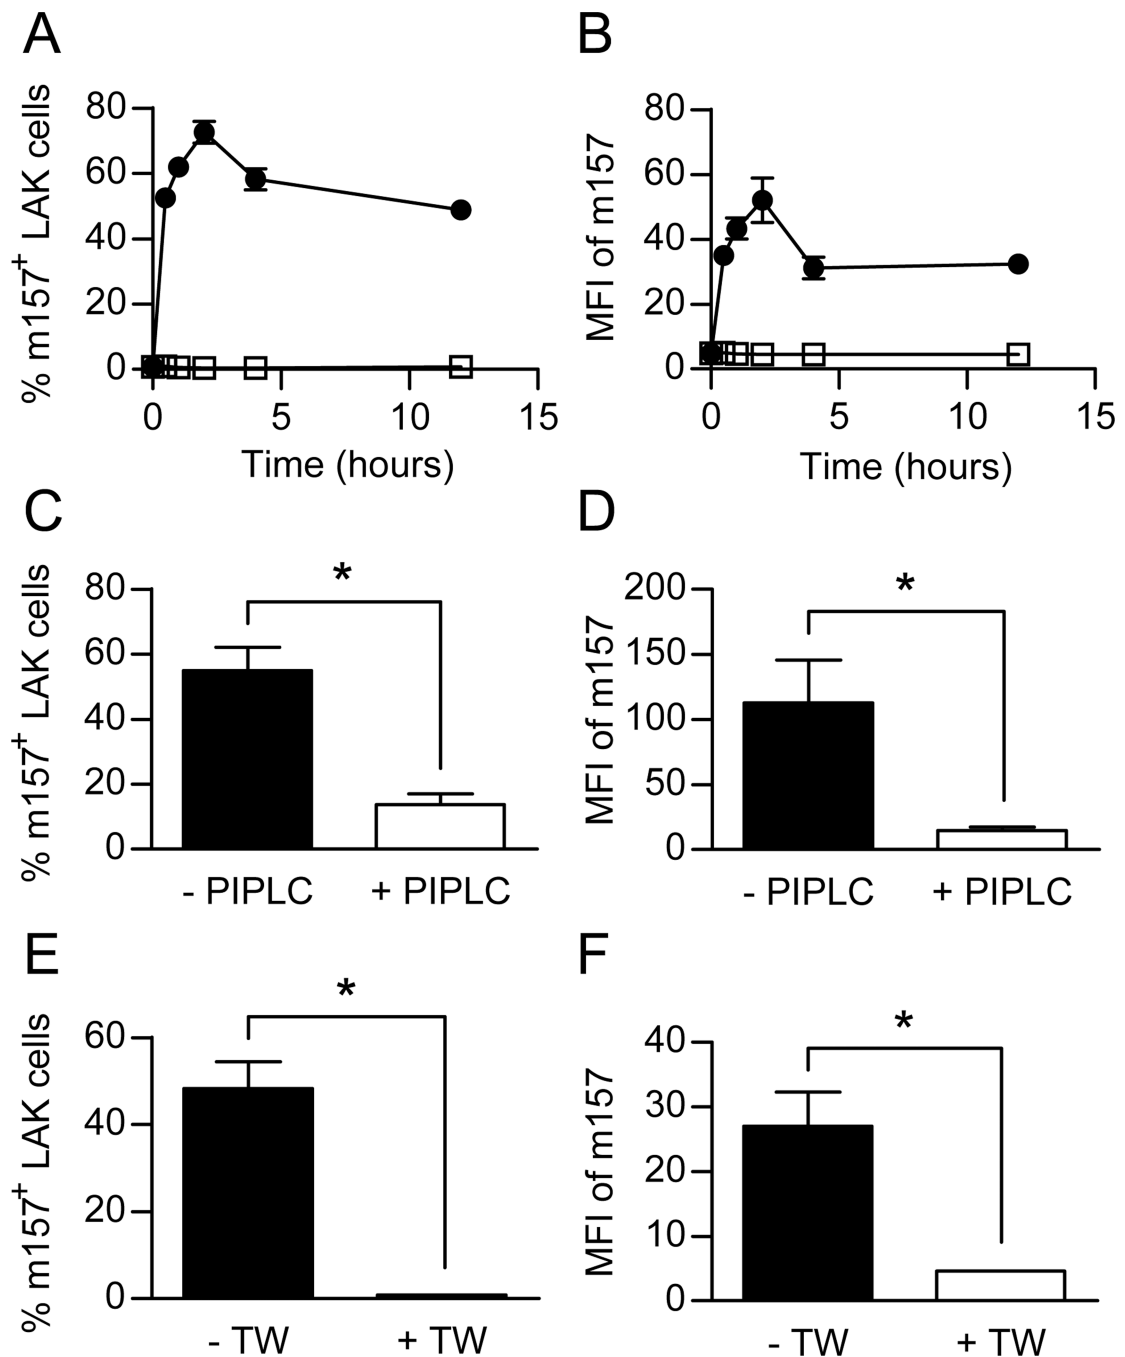 A
% m157+ LAK cells
80
60
40
20
0
0 5 10 15
Time (hours)
B
MFI of m157
80
60
40
20
0
0 5 10 15
Time (hours)
C
% m157+ LAK cells
80
60
40
20
0
*
- PIPLC + PIPLC
D
MFI of m157
200
150
100
50
0
*
- PIPLC + PIPLC
E
% m157+ LAK cells
60
40
20
0
*
- TW + TW
F
MFI of m157
40
30
20
10
0
*
- TW + TW